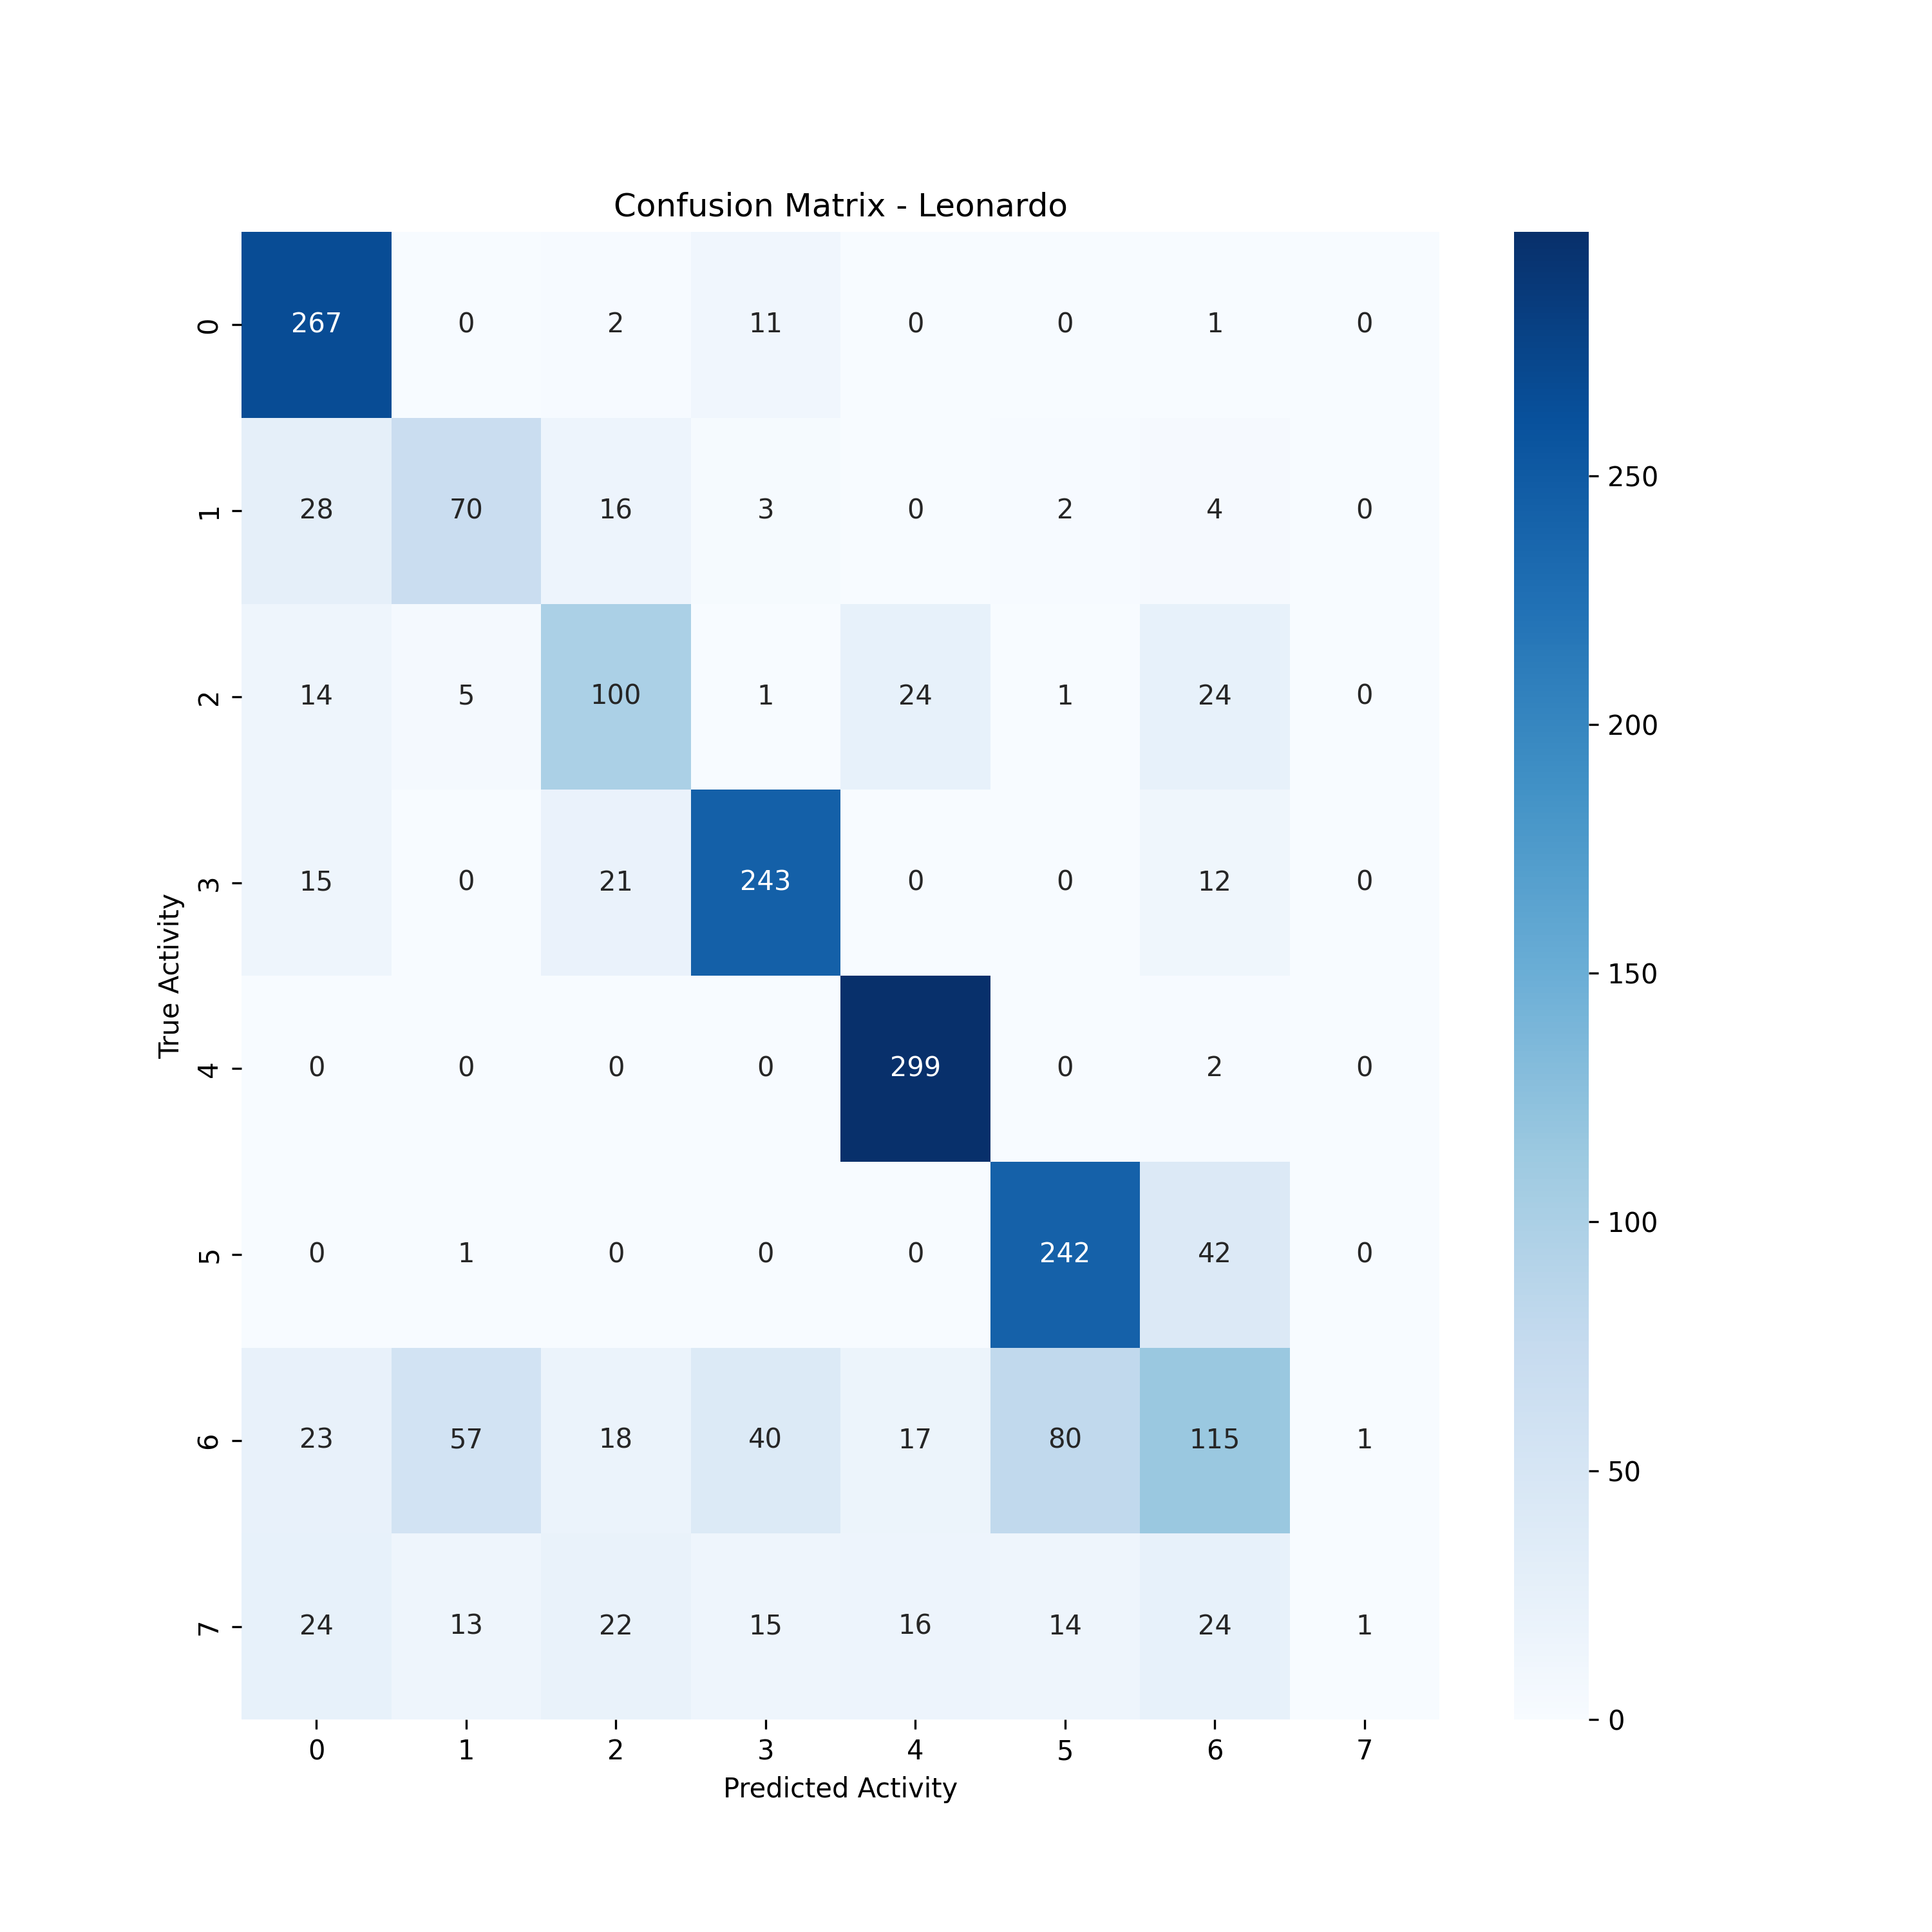 Confusion Matrix - Leonardo
0 267 0 2 11 0 0 1 0
1 28 70 16 3 0 2 4 0
2 14 5 100 1 24 1 24 0
3 15 0 21 243 0 0 12 0
4 0 0 0 0 299 0 2 0
5 0 1 0 0 0 242 42 0
6 23 57 18 40 17 80 115 1
7 24 13 22 15 16 14 24 1
0 1 2 3 4 5 6 7
Predicted Activity
True Activity
250
200
150
100
50
0